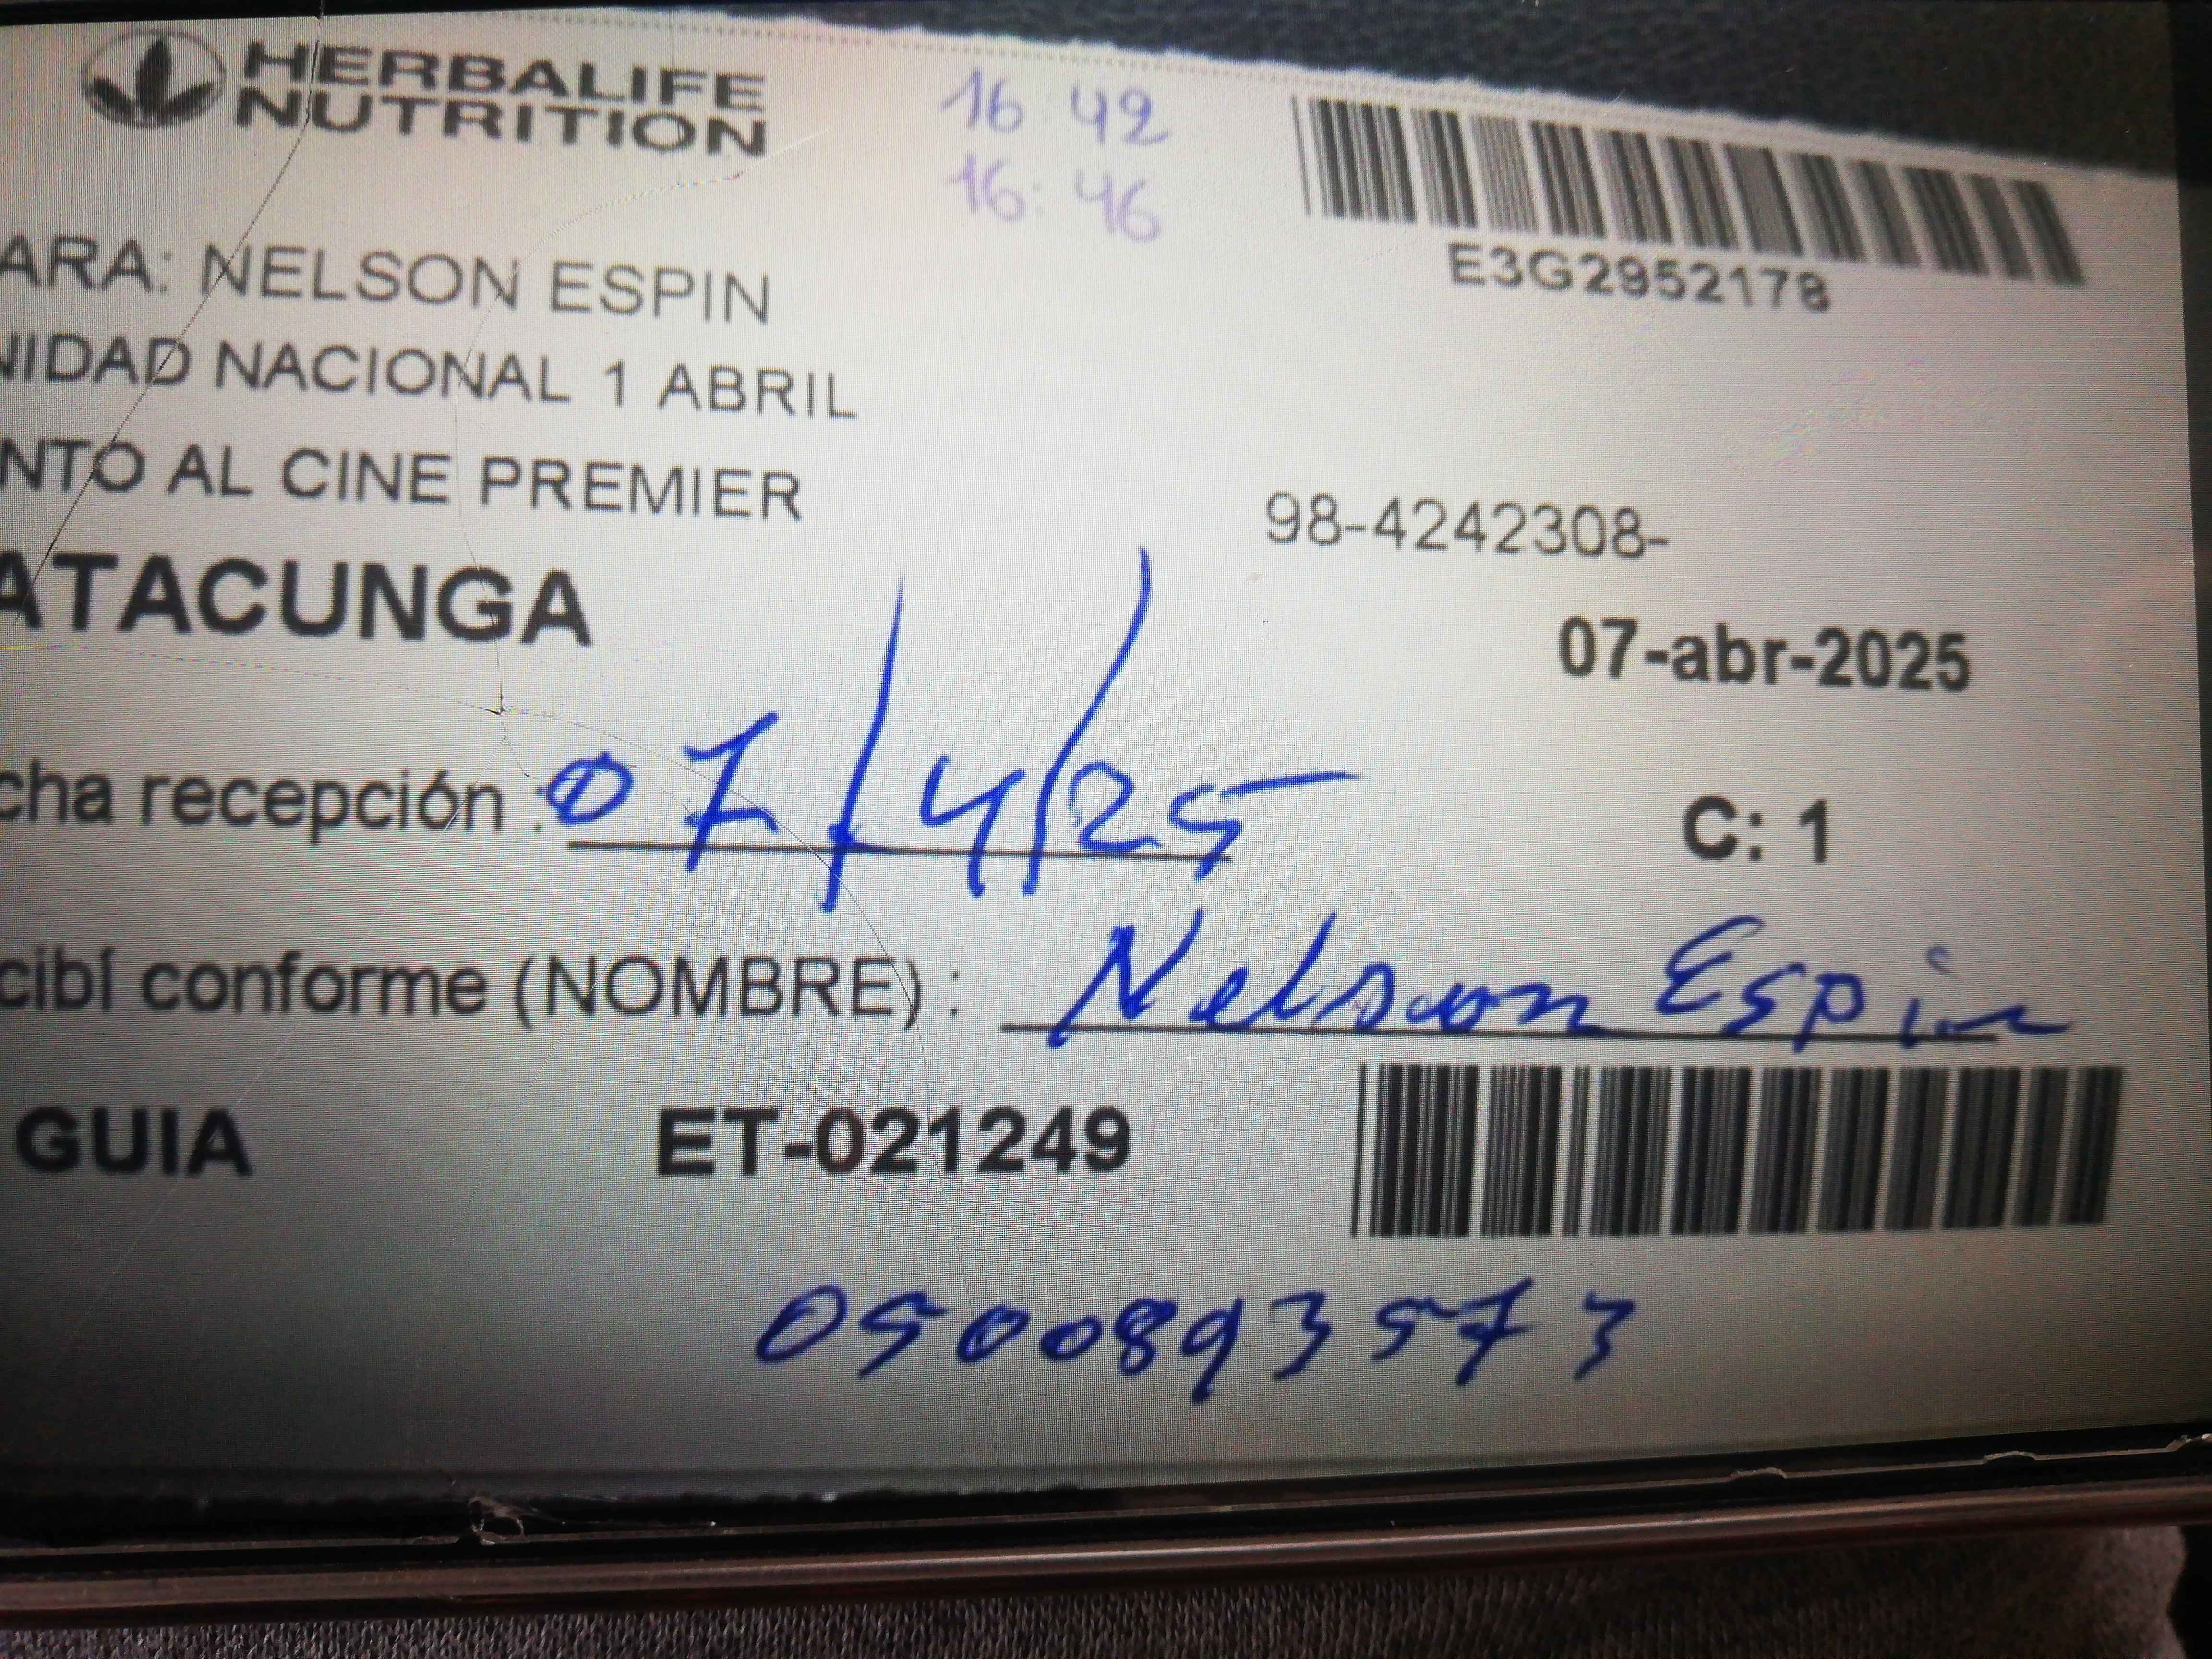 HERBALIFE
NUTRITION
16 42
16:46
E3G2952178
ARA: NELSON ESPIN
NIDAD NACIONAL 1 ABRIL
NTO AL CINE PREMIER
98-4242308-
ATACUNGA
07-abr-2025
cha recepción : 07/4/25
C: 1
cibí conforme (NOMBRE) : Nelson Espin
GUIA ET-021249
0500893573